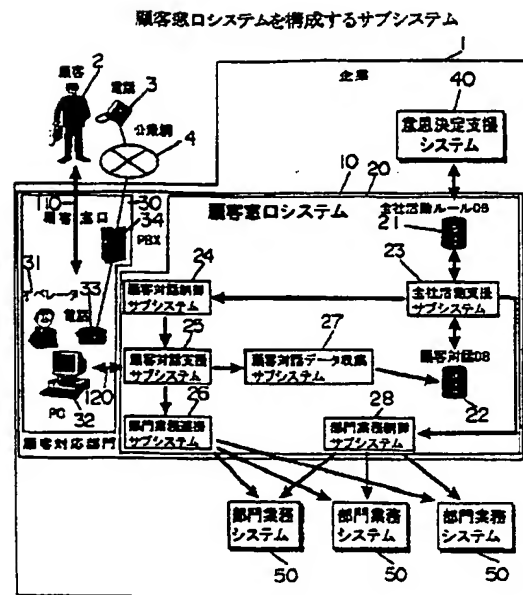 顧客窓口システムを構成するサブシステム
1
企業
2
顧客
電話
3
4
公衆網
40
意思決定支援
システム
10
20
110
顧客窓口
30
34
PBX
顧客窓口システム
全社活動ルールDB
21
31
オペレータ
33
電話
24
顧客対話制御
サブシステム
23
全社活動支援
サブシステム
25
顧客対話支援
サブシステム
27
顧客対話データ収集
サブシステム
顧客対話DB
22
120
PC
32
26
部門業務連携
サブシステム
28
部門業務制御
サブシステム
顧客対応部門
部門業務
システム
部門業務
システム
部門業務
システム
50
50
50